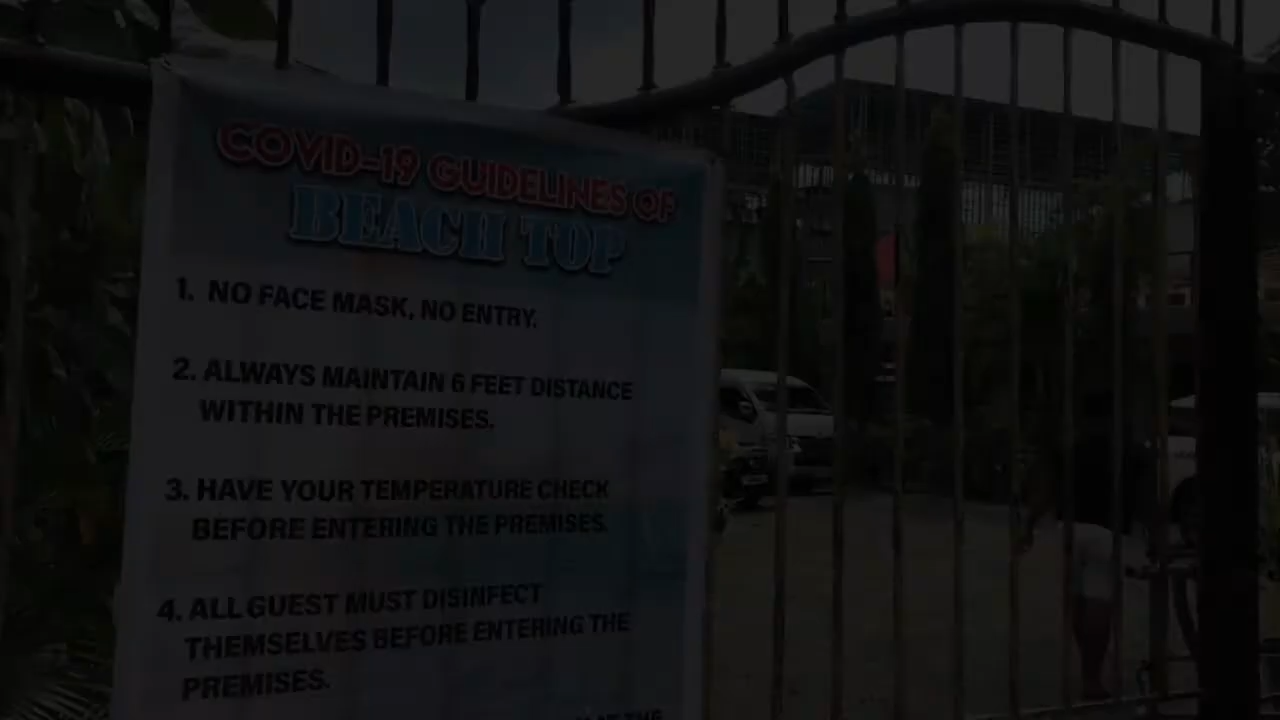 COVID-19 GUIDELINES OF
BEACH TOP
1. NO FACE MASK, NO ENTRY.
2. ALWAYS MAINTAIN 6 FEET DISTANCE
WITHIN THE PREMISES.
3. HAVE YOUR TEMPERATURE CHECK
BEFORE ENTERING THE PREMISES.
4. ALL GUEST MUST DISINFECT
THEMSELVES BEFORE ENTERING THE
PREMISES.
THE